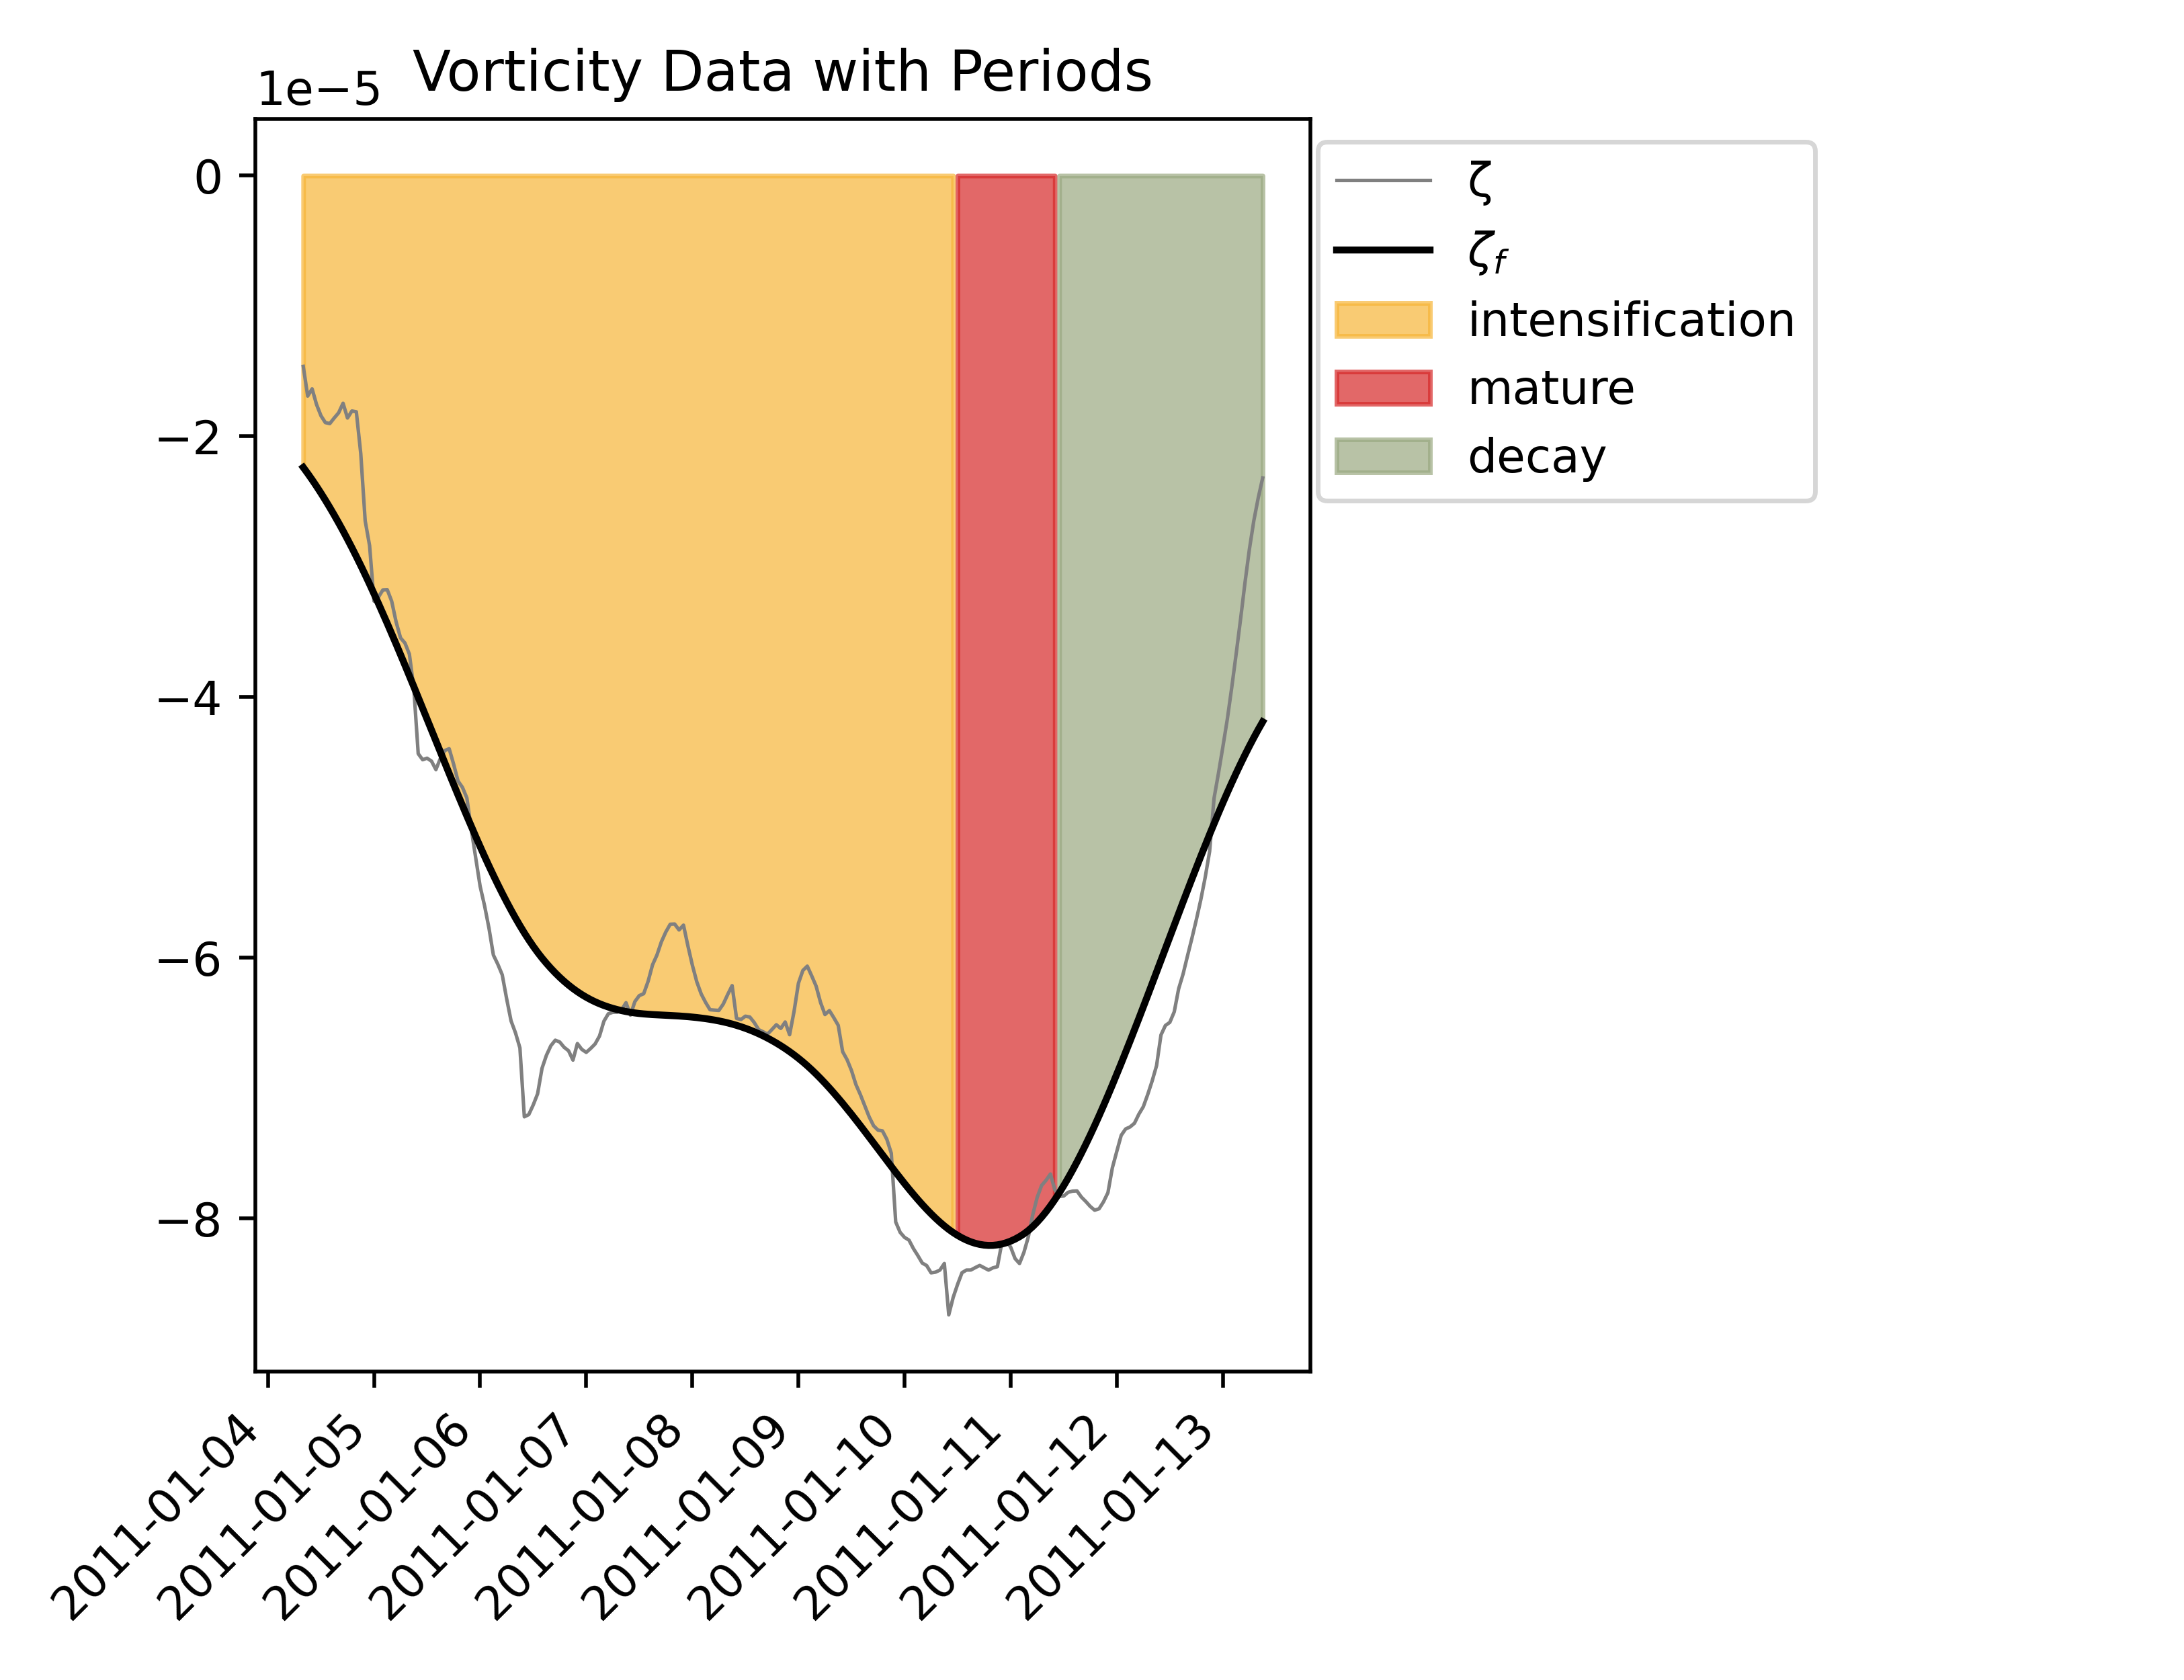 Vorticity Data with Periods
1e−5
0
−2
−4
−6
−8
2011-01-04
2011-01-05
2011-01-06
2011-01-07
2011-01-08
2011-01-09
2011-01-10
2011-01-11
2011-01-12
2011-01-13
ζ
ζf
intensification
mature
decay